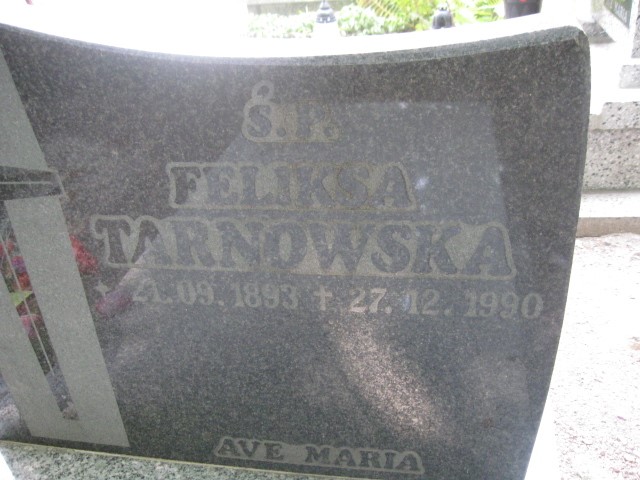 Ś.P.
FELIKSA
TARNOWSKA
* 21.09.1893 ✝ 27.12.1990
AVE MARIA